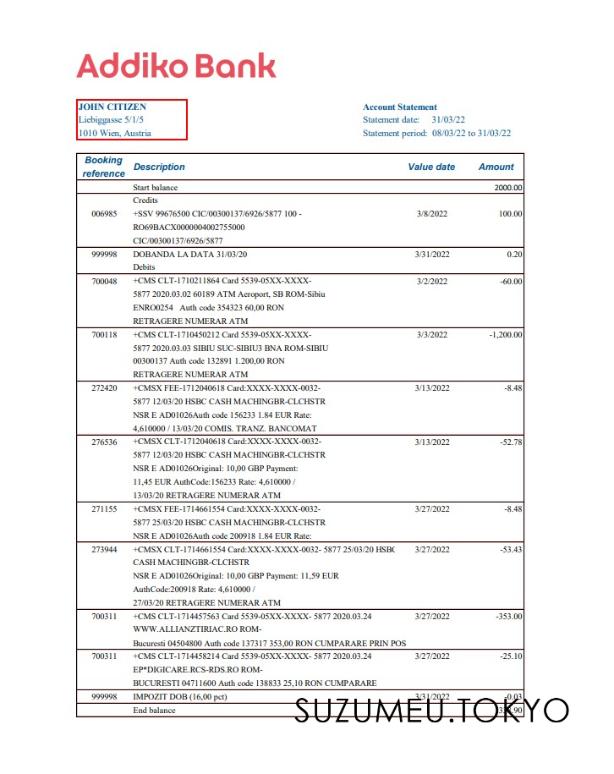 Addiko Bank
JOHN CITIZEN
Liebiggasse 5/1/5
1010 Wien, Austria
Account Statement
Statement date: 31/03/22
Statement period: 08/03/22 to 31/03/22
Booking reference Description Value date Amount
Start balance 2000.00
Credits
006985 +SSV 99676500 CIC/00300137/6926/5877 100 - 3/8/2022 100.00
RO69BACX0000004002755000
CIC/00300137/6926/5877
999998 DOBANDA LA DATA 31/03/20 3/31/2022 0.20
Debits
700048 +CMS CLT-1710211864 Card 5539-05XX-XXXX- 3/2/2022 -60.00
5877 2020.03.02 60189 ATM Aeroport, SB ROM-Sibiu
ENRO0254 Auth code 354323 60,00 RON
RETRAGERE NUMERAR ATM
700118 +CMS CLT-1710450212 Card 5539-05XX-XXXX- 3/3/2022 -1,200.00
5877 2020.03.03 SIBIU SUC-SIBIU3 BNA ROM-SIBIU
00300137 Auth code 132891 1.200,00 RON
RETRAGERE NUMERAR ATM
272420 +CMSX FEE-1712040618 Card:XXXX-XXXX-0032- 3/13/2022 -8.48
5877 12/03/20 HSBC CASH MACHINGBR-CLCHSTR
NSR E AD01026Auth code 156233 1.84 EUR Rate:
4,610000 / 13/03/20 COMIS. TRANZ. BANCOMAT
276536 +CMSX CLT-1712040618 Card:XXXX-XXXX-0032- 3/13/2022 -52.78
5877 12/03/20 HSBC CASH MACHINGBR-CLCHSTR
NSR E AD01026Original: 10,00 GBP Payment:
11,45 EUR AuthCode:156233 Rate: 4,610000 /
13/03/20 RETRAGERE NUMERAR ATM
271155 +CMSX FEE-1714661554 Card:XXXX-XXXX-0032- 3/27/2022 -8.48
5877 25/03/20 HSBC CASH MACHINGBR-CLCHSTR
NSR E AD01026Auth code 200918 1.84 EUR Rate:
273944 +CMSX CLT-1714661554 Card:XXXX-XXXX-0032- 5877 25/03/20 HSBC 3/27/2022 -53.43
CASH MACHINGBR-CLCHSTR
NSR E AD01026Original: 10,00 GBP Payment: 11,59 EUR
AuthCode:200918 Rate: 4,610000 /
27/03/20 RETRAGERE NUMERAR ATM
700311 +CMS CLT-1714457563 Card 5539-05XX-XXXX- 5877 2020.03.24 3/27/2022 -353.00
WWW.ALLIANZTIRIAC.RO ROM-
Bucuresti 04504800 Auth code 137317 353,00 RON CUMPARARE PRIN POS
700311 +CMS CLT-1714458214 Card 5539-05XX-XXXX- 5877 2020.03.24 3/27/2022 -25.10
EP*DIGICARE.RCS-RDS.RO ROM-
BUCURESTI 04711600 Auth code 138833 25,10 RON CUMPARARE
999998 IMPOZIT DOB (16,00 pct) 3/31/2022 -0.03
End balance
SUZUMEU.TOKYO